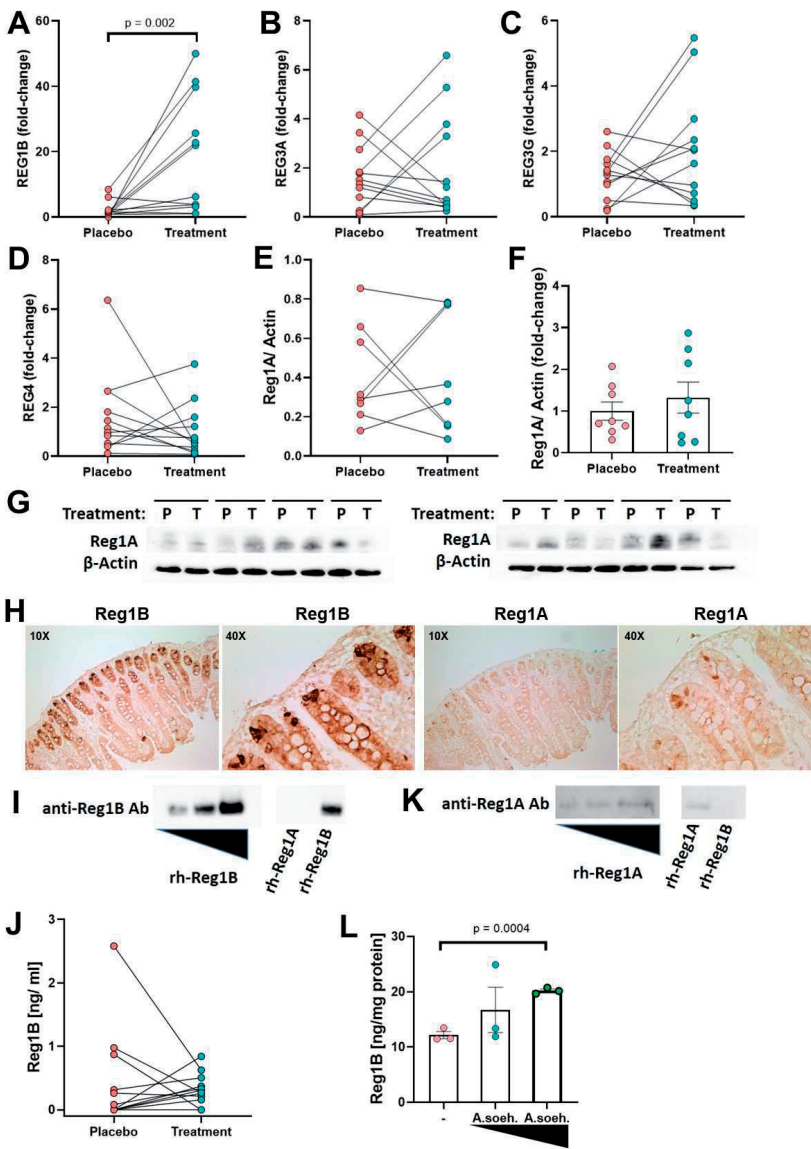 A
p = 0.002
REG1B (fold-change)
60
40
20
0
Placebo
Treatment
B
REG3A (fold-change)
8
6
4
2
0
Placebo
Treatment
C
REG3G (fold-change)
6
4
2
0
Placebo
Treatment
D
REG4 (fold-change)
8
6
4
2
0
Placebo
Treatment
E
Reg1A/ Actin
1.0
0.8
0.6
0.4
0.2
0.0
Placebo
Treatment
F
Reg1A/ Actin (fold-change)
4
3
2
1
0
Placebo
Treatment
G
Treatment: P T P T P T P T
Reg1A
β-Actin
Treatment: P T P T P T P T
Reg1A
β-Actin
H
Reg1B
10X
Reg1B
40X
Reg1A
10X
Reg1A
40X
I
anti-Reg1B Ab
rh-Reg1B
rh-Reg1A
rh-Reg1B
K
anti-Reg1A Ab
rh-Reg1A
rh-Reg1A
rh-Reg1B
J
Reg1B [ng/ ml]
3
2
1
0
Placebo
Treatment
L
p = 0.0004
Reg1B [ng/mg protein]
30
20
10
0
-
A.soeh.
A.soeh.